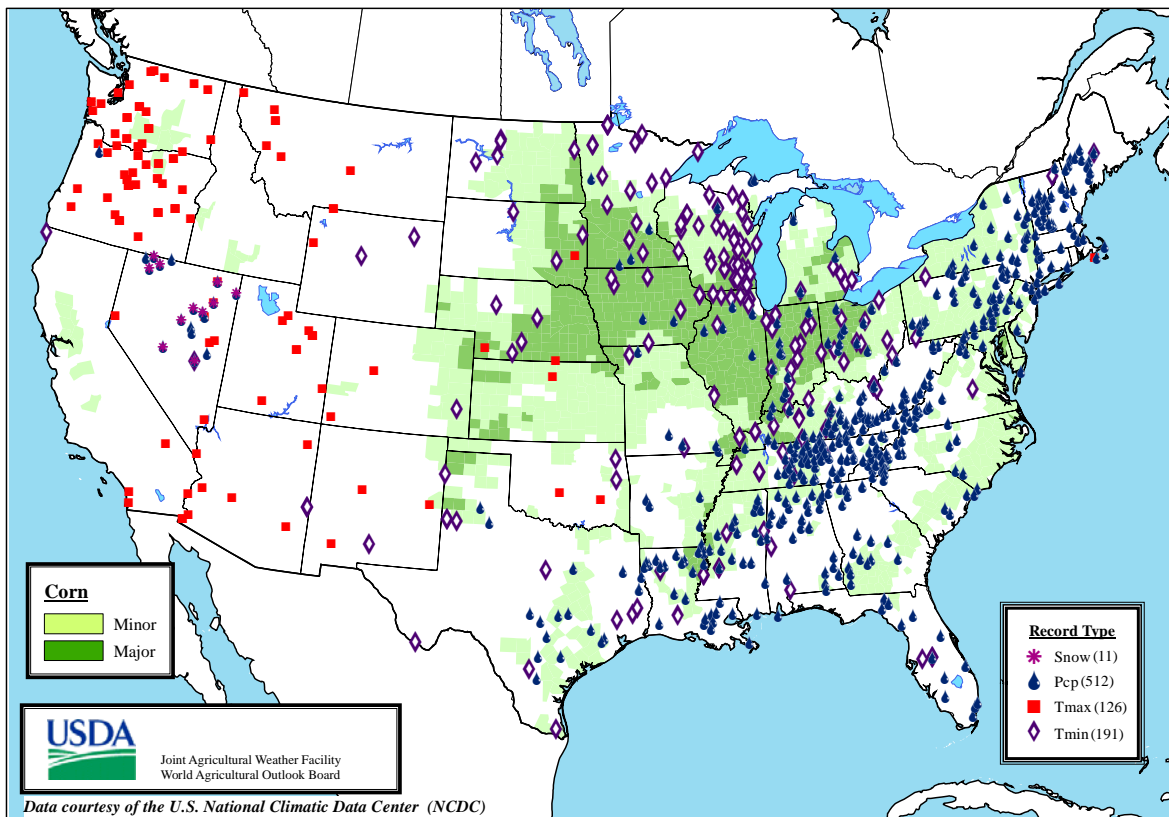 Corn
Minor
Major
USDA
Joint Agricultural Weather Facility
World Agricultural Outlook Board
Data courtesy of the U.S. National Climatic Data Center (NCDC)
Record Type
Snow (11)
Pcp (512)
Tmax (126)
Tmin (191)